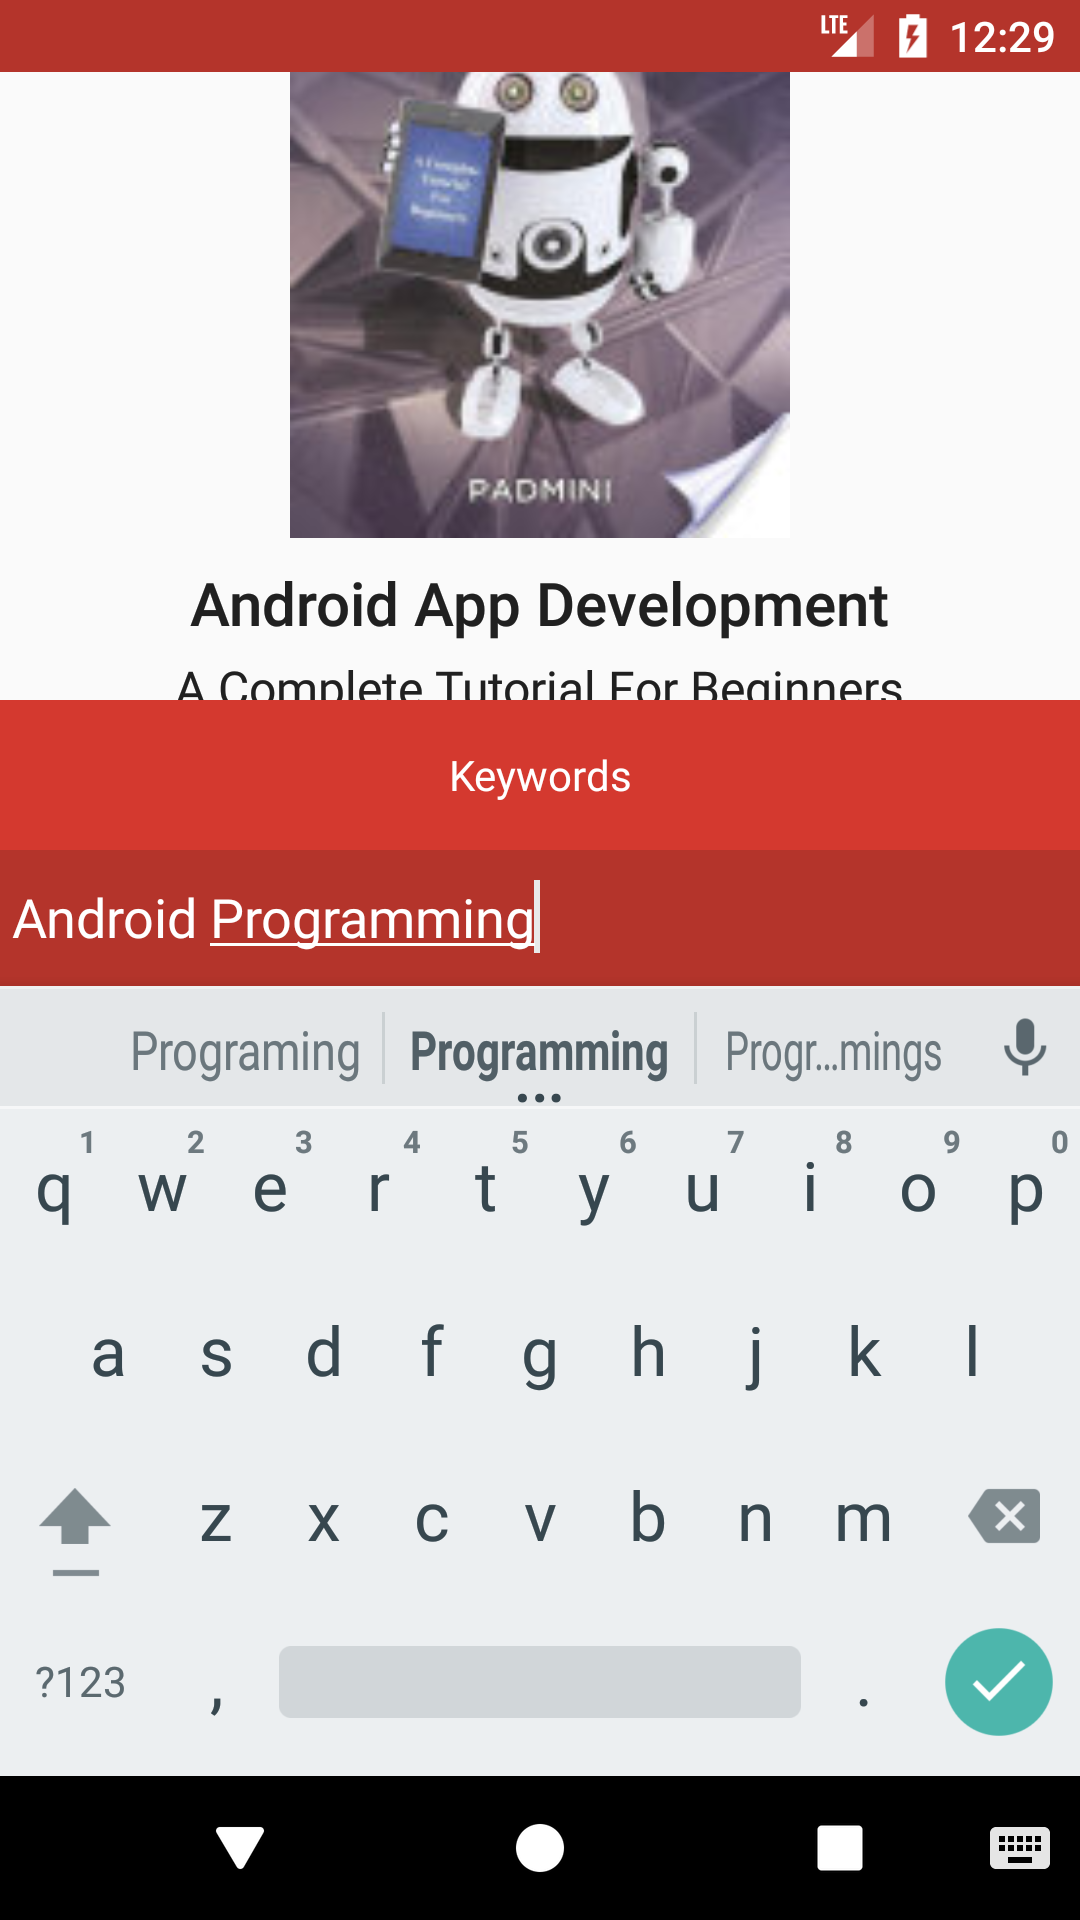 LTE 12:29
A Complete
Tutorial
For
Beginners
PADMINI
Android App Development
A Complete Tutorial For Beginners
Keywords
Android Programming
Programing Programming Progr...mings
1 2 3 4 5 6 7 8 9 0
q w e r t y u i o p
a s d f g h j k l
z x c v b n m
?123 , .